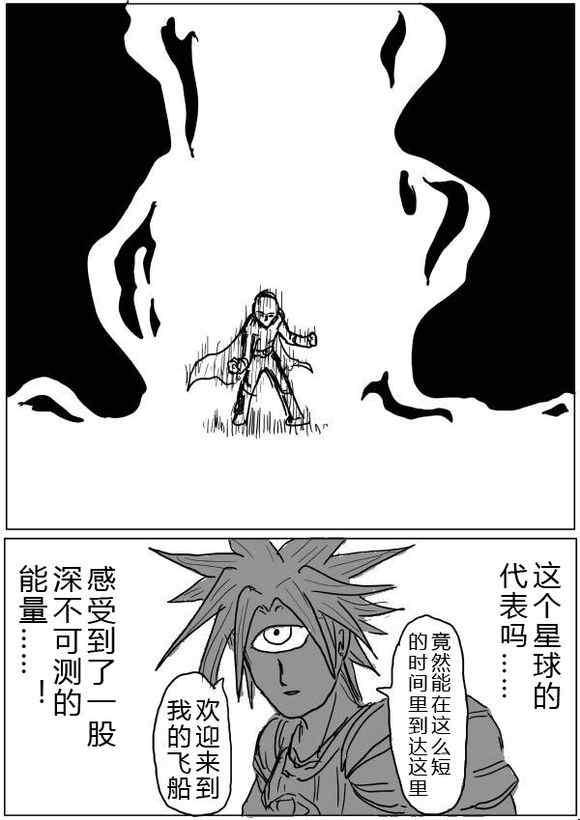 这个星球的
代表吗……
竟然能在这么短
的时间里到达这里
欢迎来到
我的飞船
感受到了一股
深不可测的
能量……！